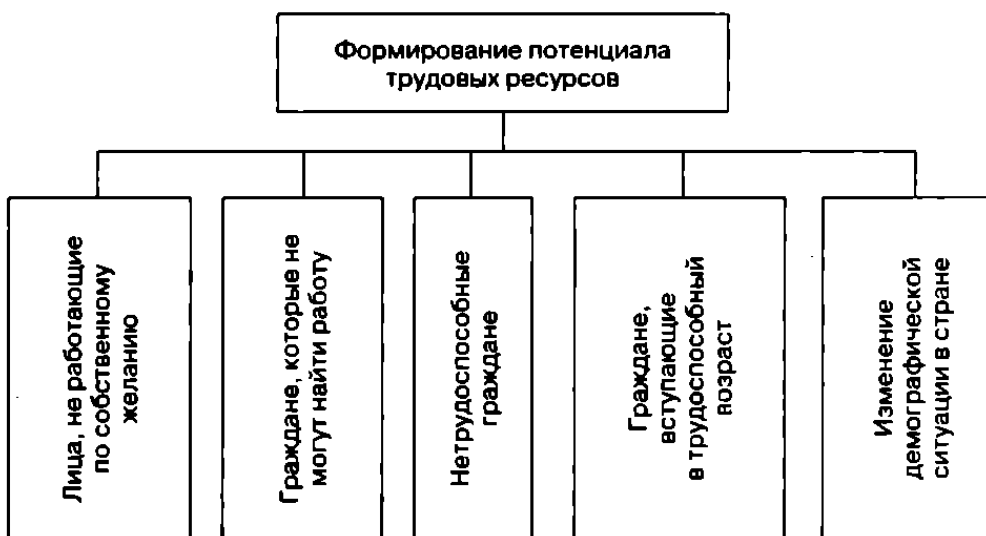 Формирование потенциала
трудовых ресурсов
Лица, не работающие
по собственному
желанию
Граждане, которые не
могут найти работу
Нетрудоспособные
граждане
Граждане,
вступающие
в трудоспособный
возраст
Изменение
демографической
ситуации в стране